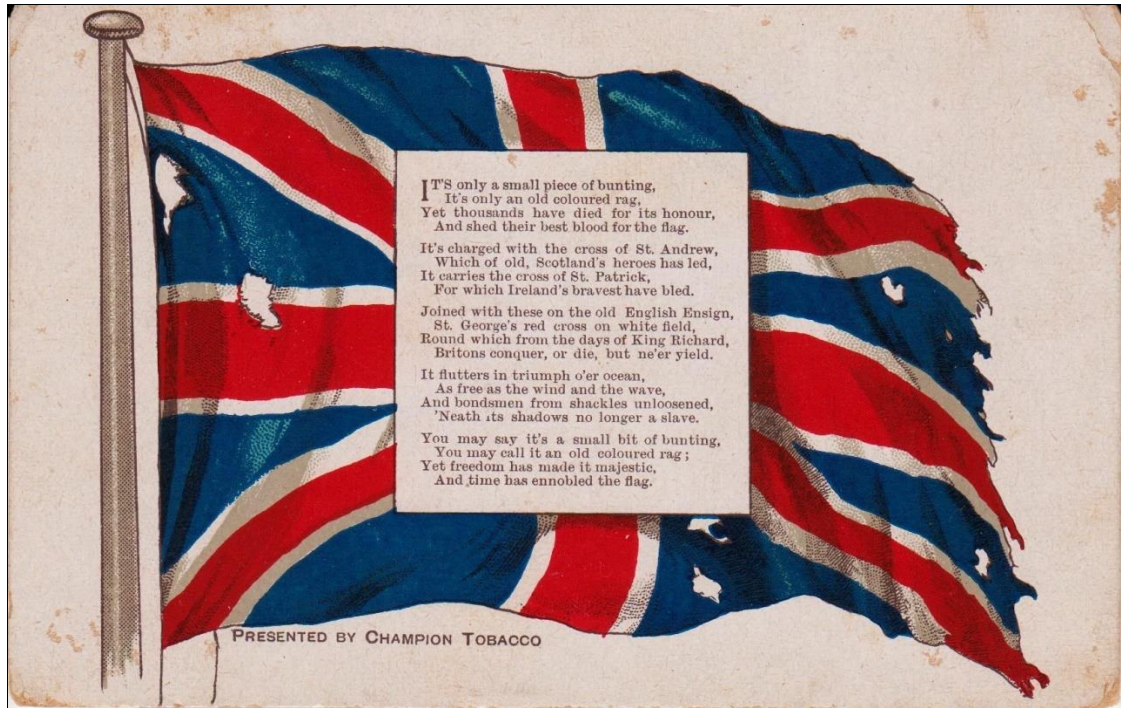 IT'S only a small piece of bunting,
It's only an old coloured rag,
Yet thousands have died for its honour,
And shed their best blood for the flag.
It's charged with the cross of St. Andrew,
Which of old, Scotland's heroes has led,
It carries the cross of St. Patrick,
For which Ireland's bravest have bled.
Joined with these on the old English Ensign,
St. George's red cross on white field,
Round which from the days of King Richard,
Britons conquer, or die, but ne'er yield.
It flutters in triumph o'er ocean,
As free as the wind and the wave,
And bondsmen from shackles unloosened,
'Neath its shadows no longer a slave.
You may say it's a small bit of bunting,
You may call it an old coloured rag;
Yet freedom has made it majestic,
And time has ennobled the flag.
PRESENTED BY CHAMPION TOBACCO